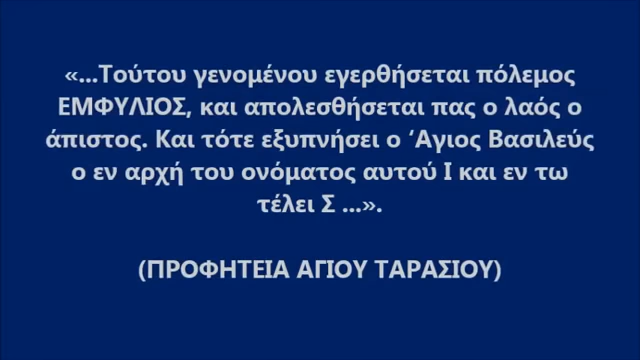 «...Τούτου γενομένου εγερθήσεται πόλεμος
ΕΜΦΥΛΙΟΣ, και απολεσθήσεται πας ο λαός ο
άπιστος. Και τότε εξυπνήσει ο ‘Αγιος Βασιλεύς
ο εν αρχή του ονόματος αυτού Ι και εν τω
τέλει Σ ...».
(ΠΡΟΦΗΤΕΙΑ ΑΓΙΟΥ ΤΑΡΑΣΙΟΥ)